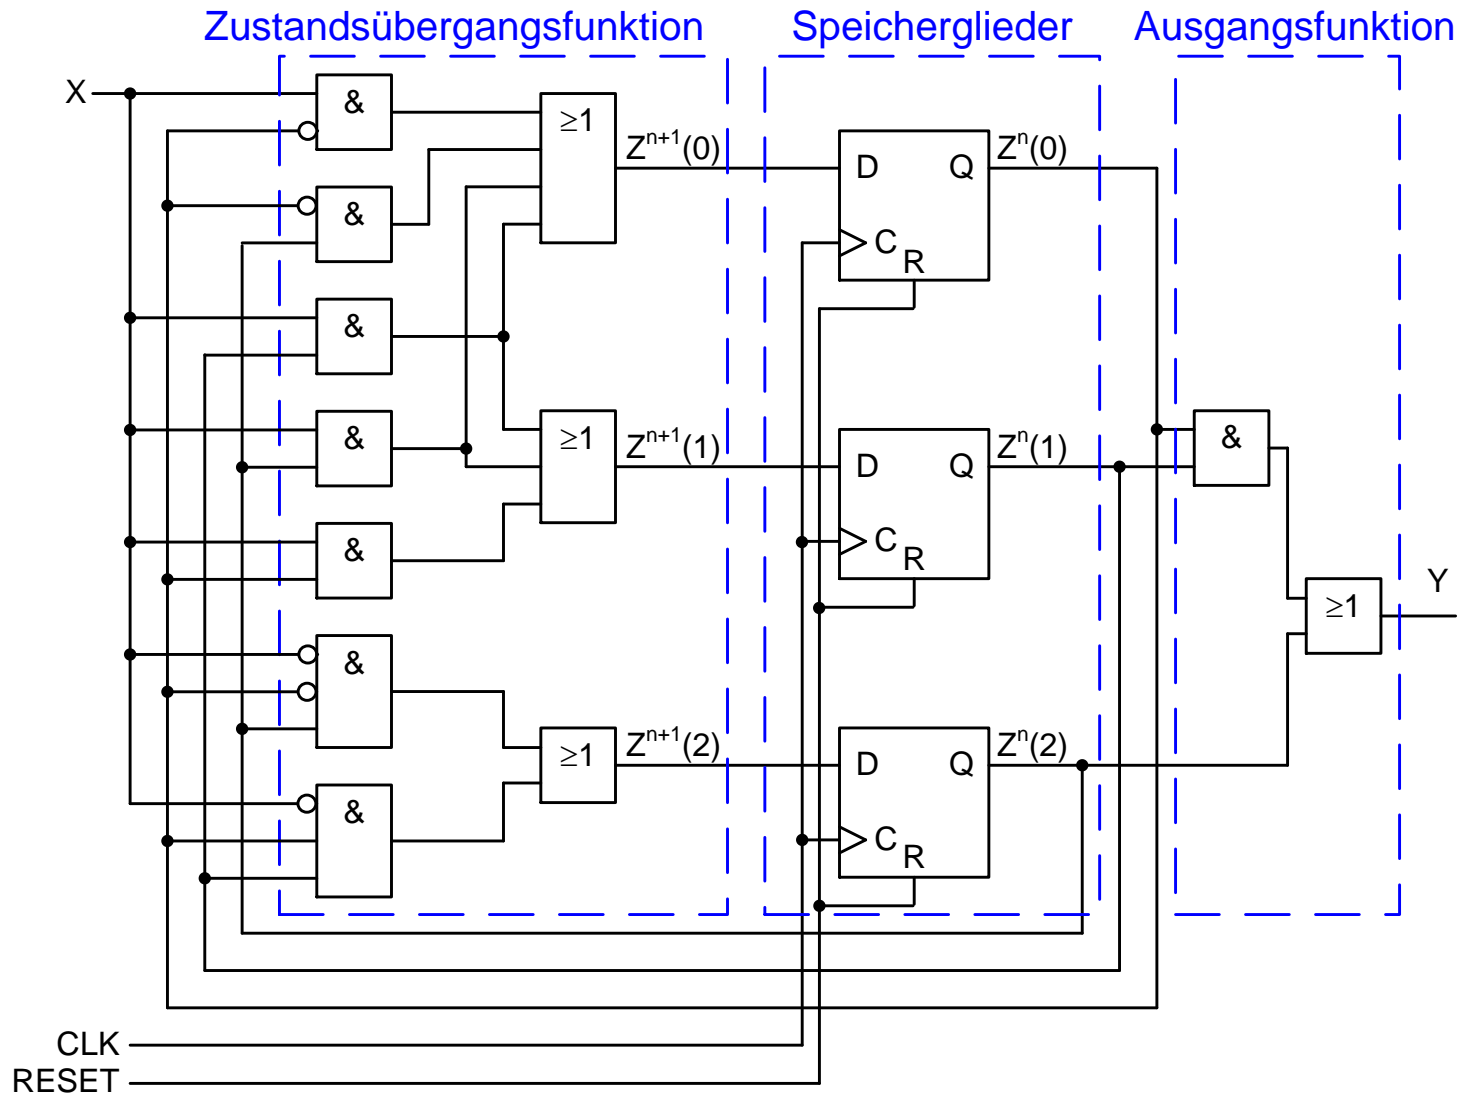 Zustandsübergangsfunktion Speicherglieder Ausgangsfunktion
X & ≥1 Zⁿ⁺¹(0) D Q Zⁿ(0)
& C R
&
& ≥1 Zⁿ⁺¹(1) D Q Zⁿ(1) &
& C R
& ≥1 Y
≥1 Zⁿ⁺¹(2) D Q Zⁿ(2)
& C R
CLK
RESET